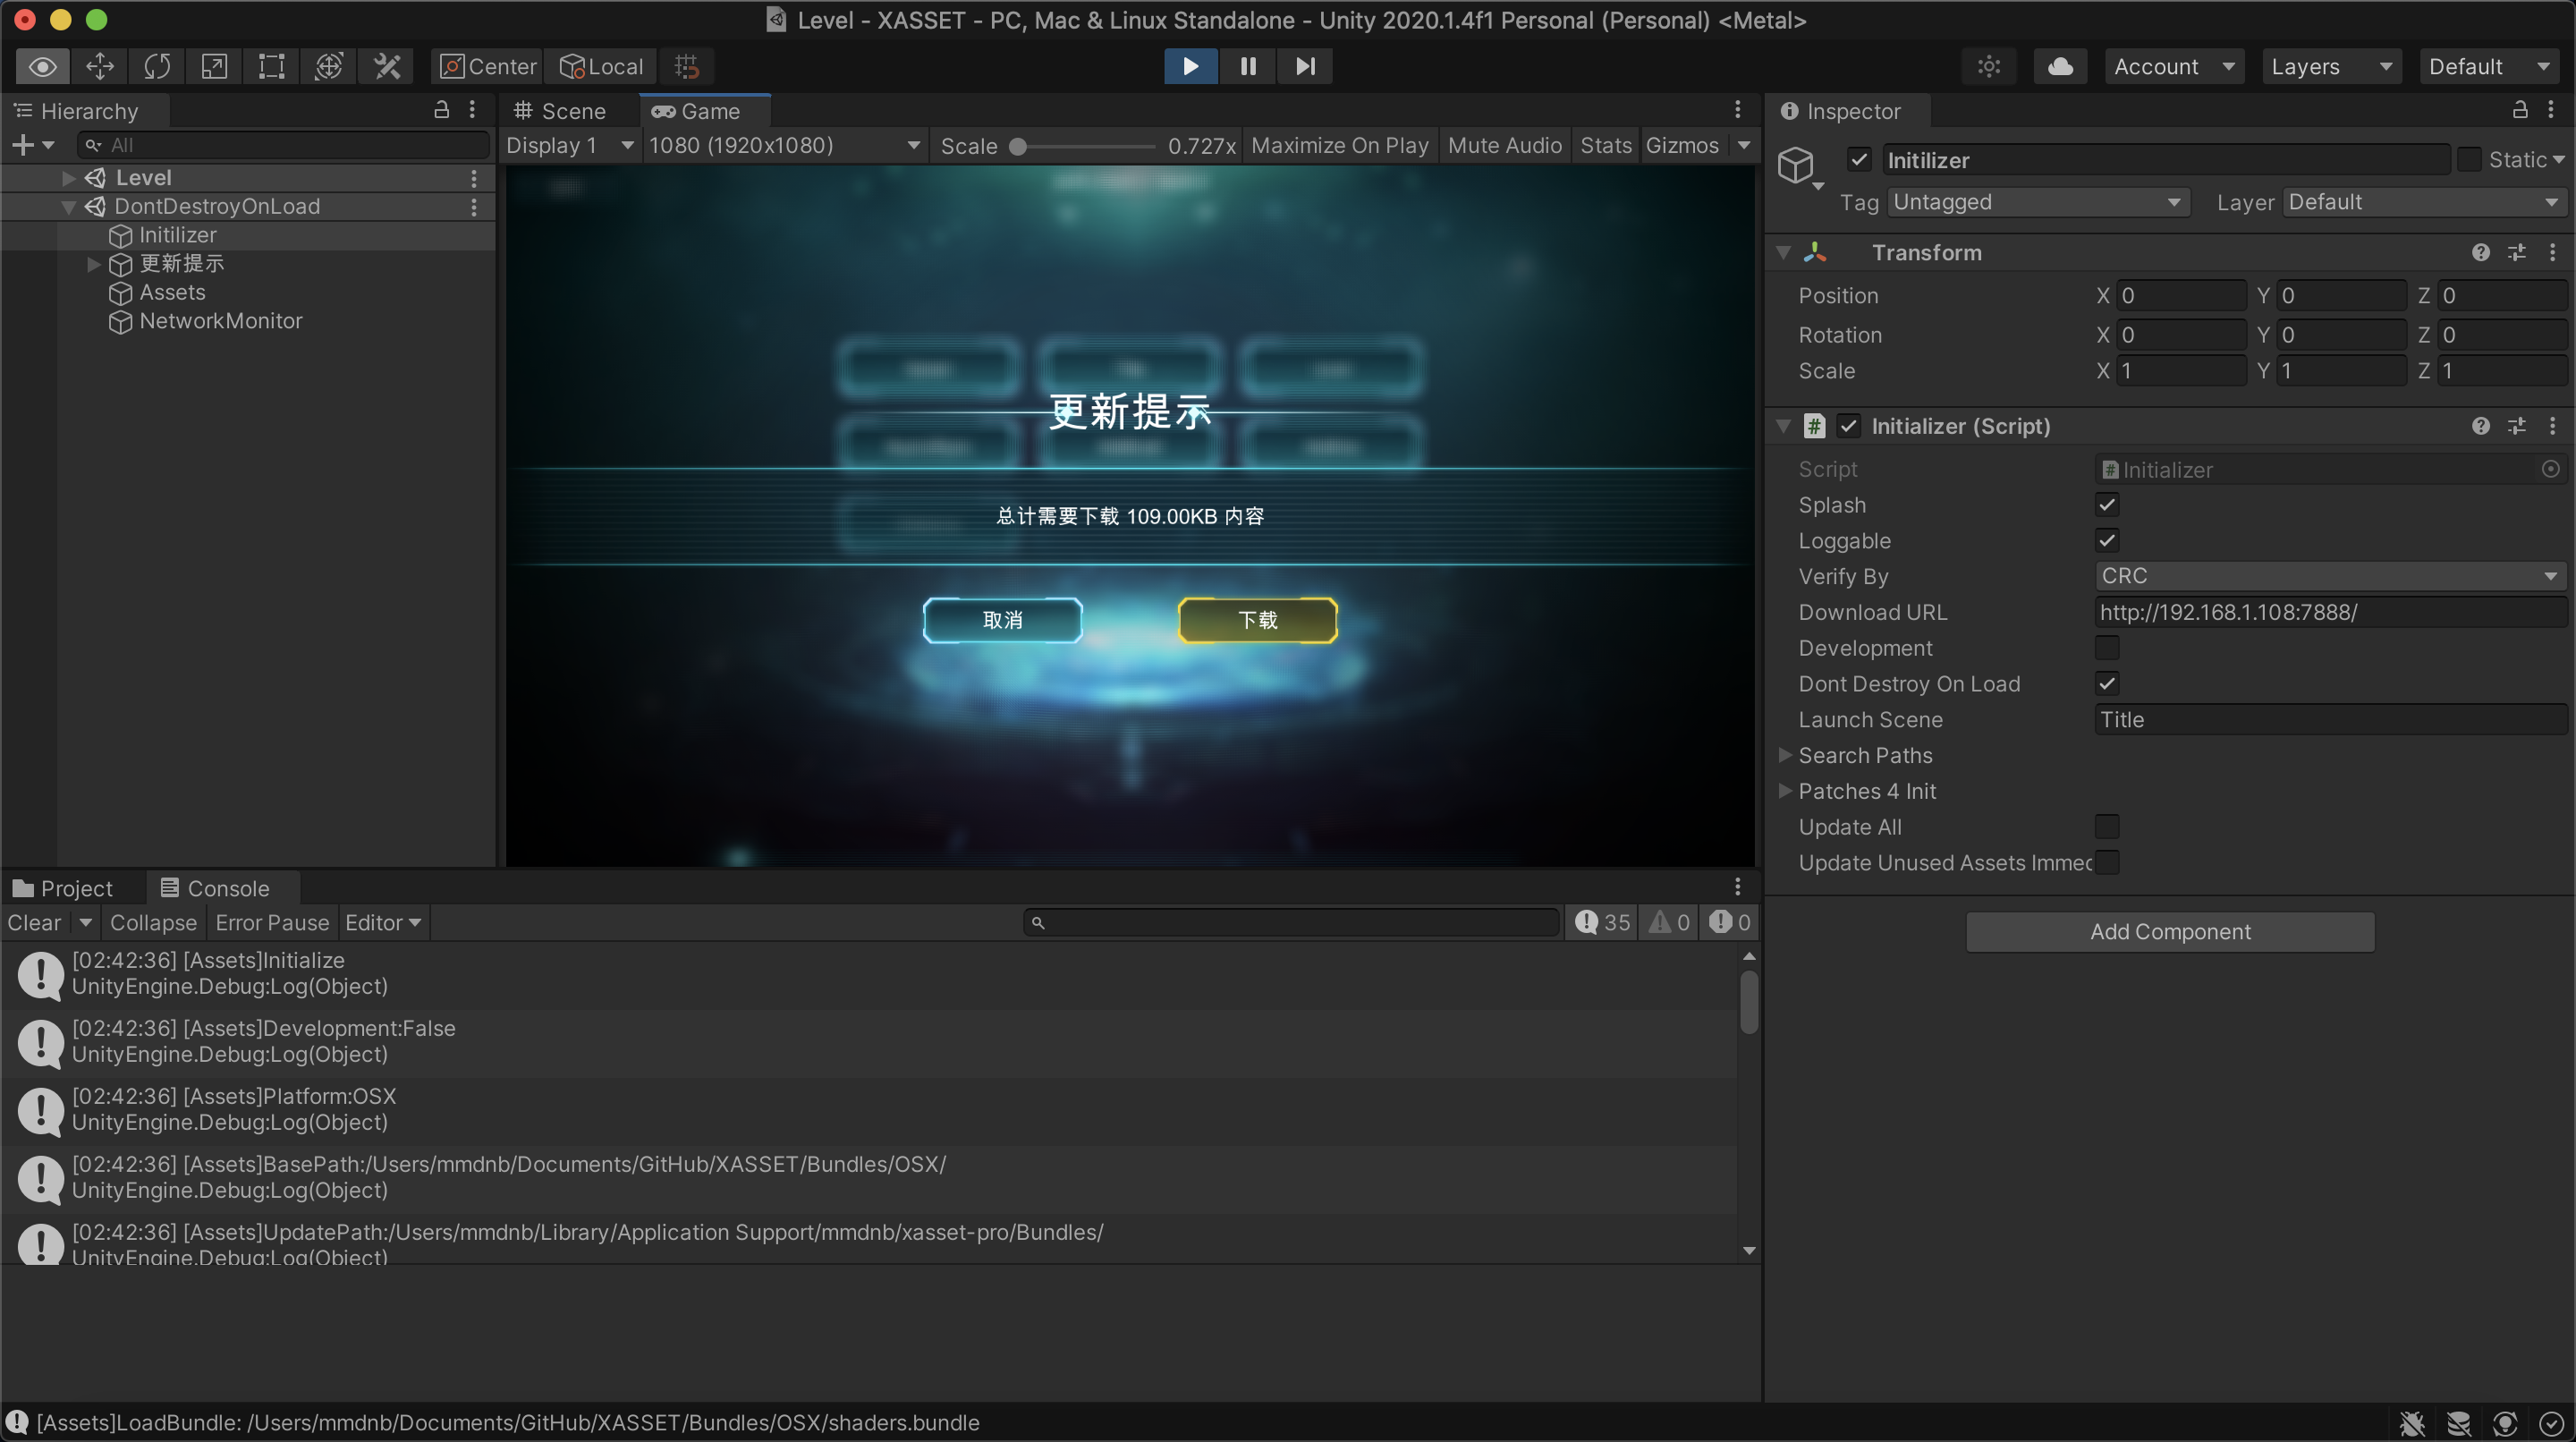 Level - XASSET - PC, Mac & Linux Standalone - Unity 2020.1.4f1 Personal (Personal) <Metal>
Center Local Account Layers Default
Hierarchy
All
Level
DontDestroyOnLoad
Initilizer
更新提示
Assets
NetworkMonitor
Scene Game
Display 1 1080 (1920x1080) Scale 0.727x Maximize On Play Mute Audio Stats Gizmos
更新提示
总计需要下载 109.00KB 内容
取消 下载
Inspector
Initilizer Static
Tag Untagged Layer Default
Transform
Position X 0 Y 0 Z 0
Rotation X 0 Y 0 Z 0
Scale X 1 Y 1 Z 1
# Initializer (Script)
Script # Initializer
Splash
Loggable
Verify By CRC
Download URL http://192.168.1.108:7888/
Development
Dont Destroy On Load
Launch Scene Title
Search Paths
Patches 4 Init
Update All
Update Unused Assets Immed
Add Component
Project Console
Clear Collapse Error Pause Editor 35 0 0
[02:42:36] [Assets]Initialize
UnityEngine.Debug:Log(Object)
[02:42:36] [Assets]Development:False
UnityEngine.Debug:Log(Object)
[02:42:36] [Assets]Platform:OSX
UnityEngine.Debug:Log(Object)
[02:42:36] [Assets]BasePath:/Users/mmdnb/Documents/GitHub/XASSET/Bundles/OSX/
UnityEngine.Debug:Log(Object)
[02:42:36] [Assets]UpdatePath:/Users/mmdnb/Library/Application Support/mmdnb/xasset-pro/Bundles/
UnityEngine.Debug:Log(Object)
[Assets]LoadBundle: /Users/mmdnb/Documents/GitHub/XASSET/Bundles/OSX/shaders.bundle